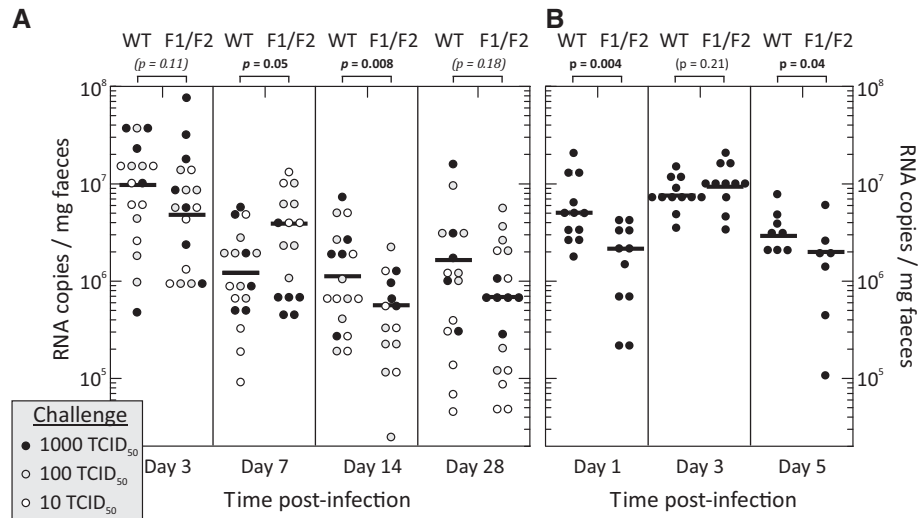 A
B
WT F1/F2 WT F1/F2 WT F1/F2 WT F1/F2
WT F1/F2 WT F1/F2 WT F1/F2
(p = 0.11) p = 0.05 p = 0.008 (p = 0.18)
p = 0.004 (p = 0.21) p = 0.04
10⁸
10⁷
10⁶
10⁵
RNA copies / mg faeces
10⁸
10⁷
10⁶
10⁵
RNA copies / mg faeces
Challenge
1000 TCID₅₀
100 TCID₅₀
10 TCID₅₀
Day 3 Day 7 Day 14 Day 28
Time post-infection
Day 1 Day 3 Day 5
Time post-infection